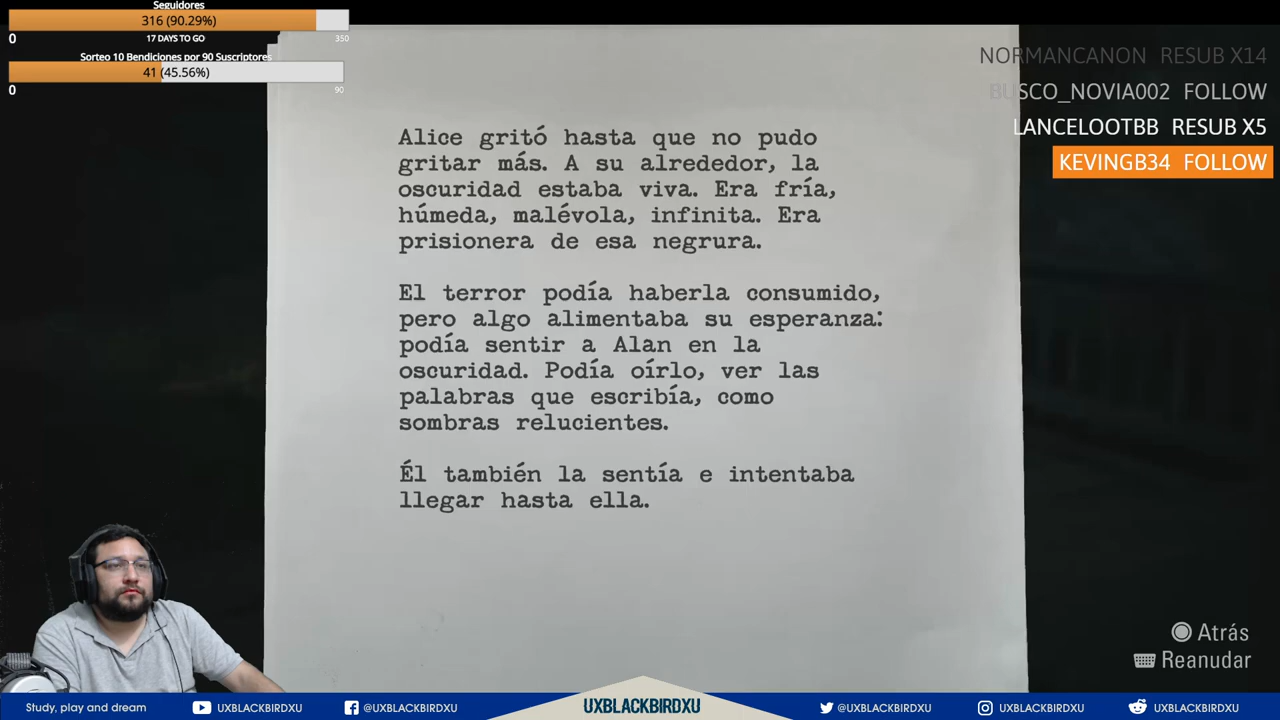 Seguidores
316 (90.29%)
0 17 DAYS TO GO 350
Sorteo 10 Bendiciones por 90 Suscriptores
41 (45.56%)
0 90
NORMANCANON RESUB X14
BUSCO_NOVIA002 FOLLOW
LANCELOOTBB RESUB X5
KEVINGB34 FOLLOW
Alice gritó hasta que no pudo
gritar más. A su alrededor, la
oscuridad estaba viva. Era fría,
húmeda, malévola, infinita. Era
prisionera de esa negrura.
El terror podía haberla consumido,
pero algo alimentaba su esperanza:
podía sentir a Alan en la
oscuridad. Podía oírlo, ver las
palabras que escribía, como
sombras relucientes.
Él también la sentía e intentaba
llegar hasta ella.
Atrás
Reanudar
Study, play and dream UXBLACKBIRDXU @UXBLACKBIRDXU UXBLACKBIRDXU @UXBLACKBIRDXU UXBLACKBIRDXU UXBLACKBIRDXU